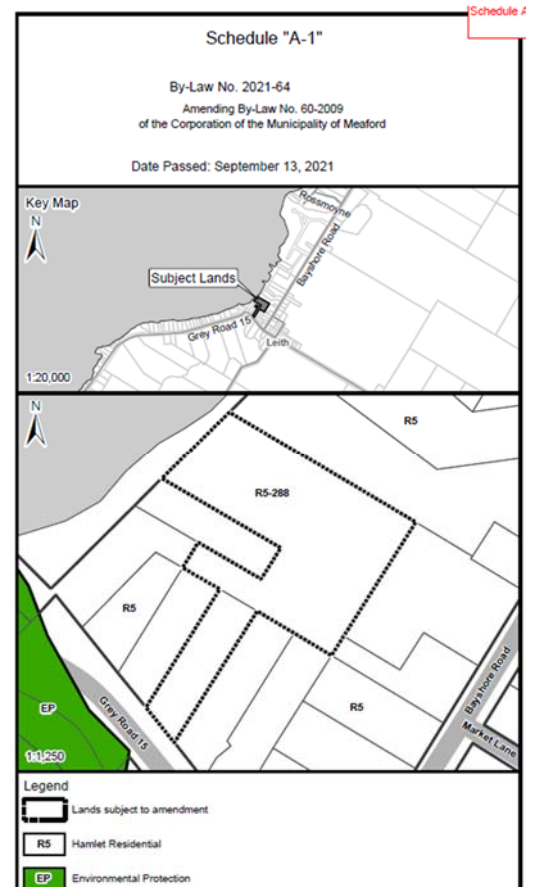 Schedule A
Schedule "A-1"
By-Law No. 2021-64
Amending By-Law No. 60-2009
of the Corporation of the Municipality of Meaford
Date Passed: September 13, 2021
Key Map
N
Rossmoyne
Bayshore Road
Subject Lands
Grey Road 15
Leith
1:20,000
N
R5
R5-288
R5
EP
Grey Road 15
R5
Bayshore Road
Market Lane
1:1,250
Legend
Lands subject to amendment
R5 Hamlet Residential
EP Environmental Protection